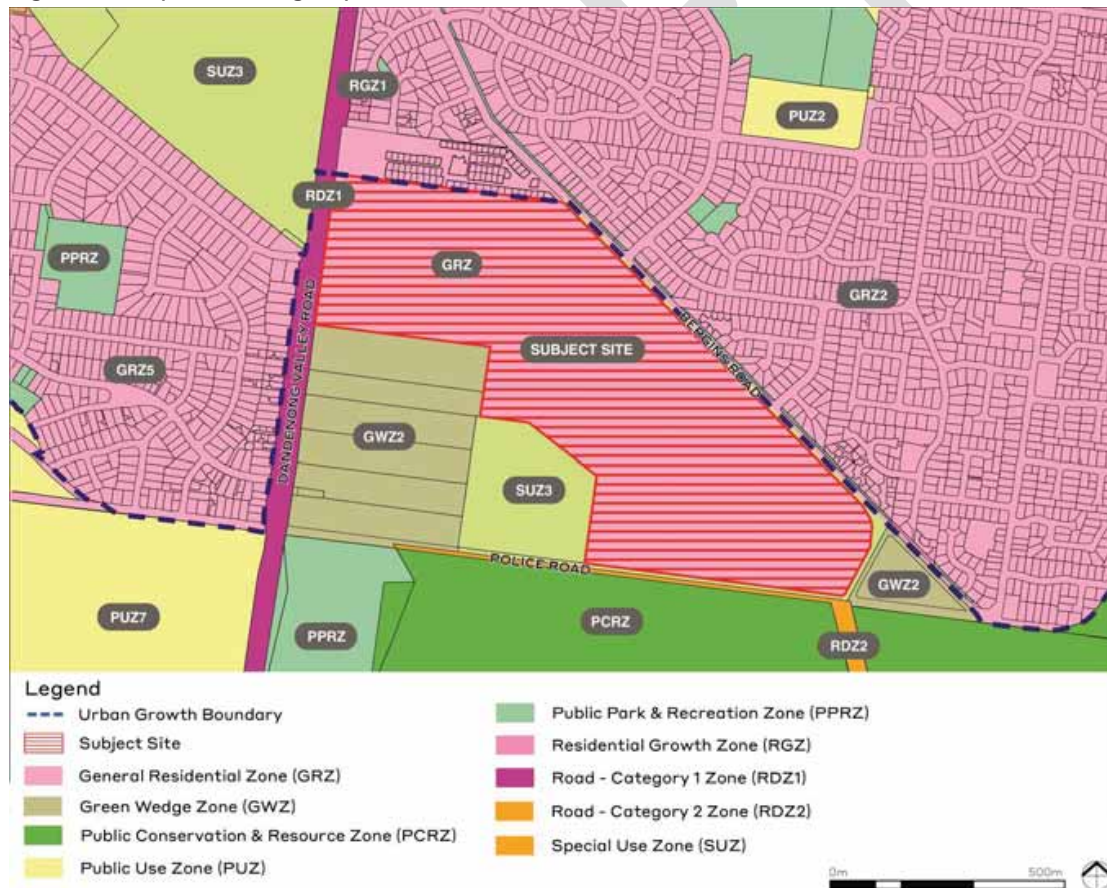 SUZ3
RGZ1
PUZ2
RDZ1
PPRZ
GRZ
GRZ2
SUBJECT SITE
BERGINS ROAD
DANDENONG VALLEY ROAD
GRZ5
GWZ2
SUZ3
POLICE ROAD
GWZ2
PUZ7
PPRZ
PCRZ
RDZ2
Legend
Urban Growth Boundary
Subject Site
General Residential Zone (GRZ)
Green Wedge Zone (GWZ)
Public Conservation & Resource Zone (PCRZ)
Public Use Zone (PUZ)
Public Park & Recreation Zone (PPRZ)
Residential Growth Zone (RGZ)
Road - Category 1 Zone (RDZ1)
Road - Category 2 Zone (RDZ2)
Special Use Zone (SUZ)
0m 500m